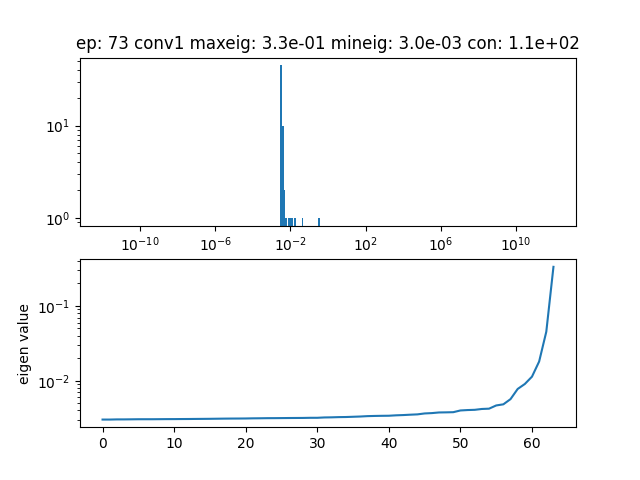 ep: 73 conv1 maxeig: 3.3e-01 mineig: 3.0e-03 con: 1.1e+02
10¹
10⁰
10⁻¹⁰ 10⁻⁶ 10⁻² 10² 10⁶ 10¹⁰
eigen value
10⁻¹
10⁻²
0 10 20 30 40 50 60